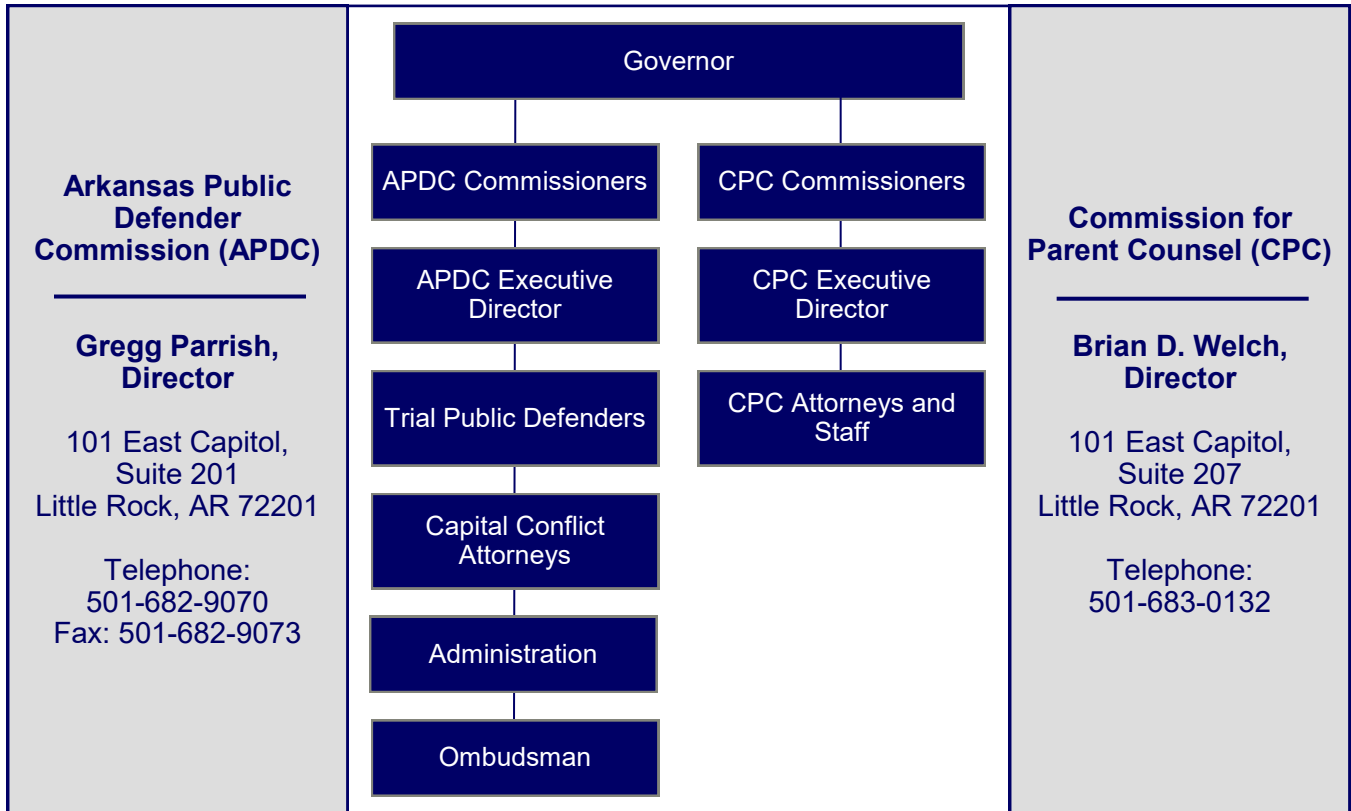 Arkansas Public
Defender
Commission (APDC)
Gregg Parrish,
Director
101 East Capitol,
Suite 201
Little Rock, AR 72201
Telephone:
501-682-9070
Fax: 501-682-9073
Governor
APDC Commissioners
APDC Executive
Director
Trial Public Defenders
Capital Conflict
Attorneys
Administration
Ombudsman
CPC Commissioners
CPC Executive
Director
CPC Attorneys and
Staff
Commission for
Parent Counsel (CPC)
Brian D. Welch,
Director
101 East Capitol,
Suite 207
Little Rock, AR 72201
Telephone:
501-683-0132